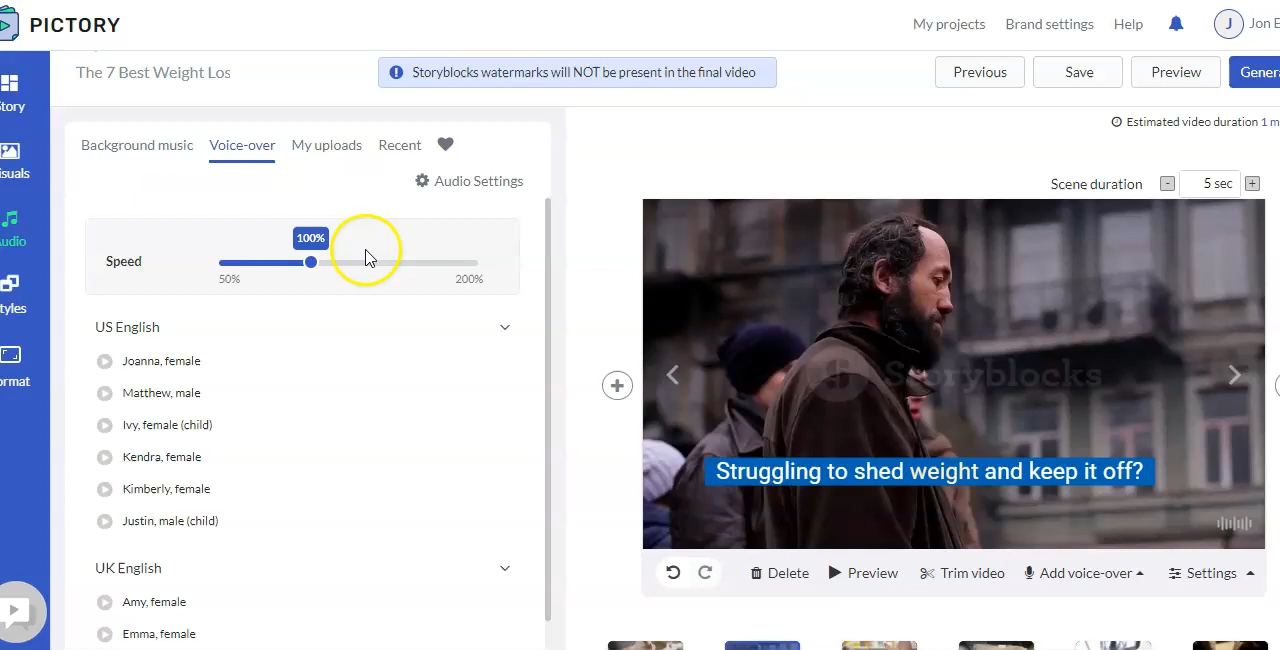 PICTORY
My projects
Brand settings
Help
J
Jon E
The 7 Best Weight Los
Storyblocks watermarks will NOT be present in the final video
Previous
Save
Preview
Genera
tory
isuals
udio
tyles
ormat
Background music
Voice-over
My uploads
Recent
Audio Settings
Speed
100%
50%
200%
US English
Joanna, female
Matthew, male
Ivy, female (child)
Kendra, female
Kimberly, female
Justin, male (child)
UK English
Amy, female
Emma, female
Estimated video duration 1 m
Scene duration
-
5 sec
+
Storyblocks
Struggling to shed weight and keep it off?
Delete
Preview
Trim video
Add voice-over
Settings